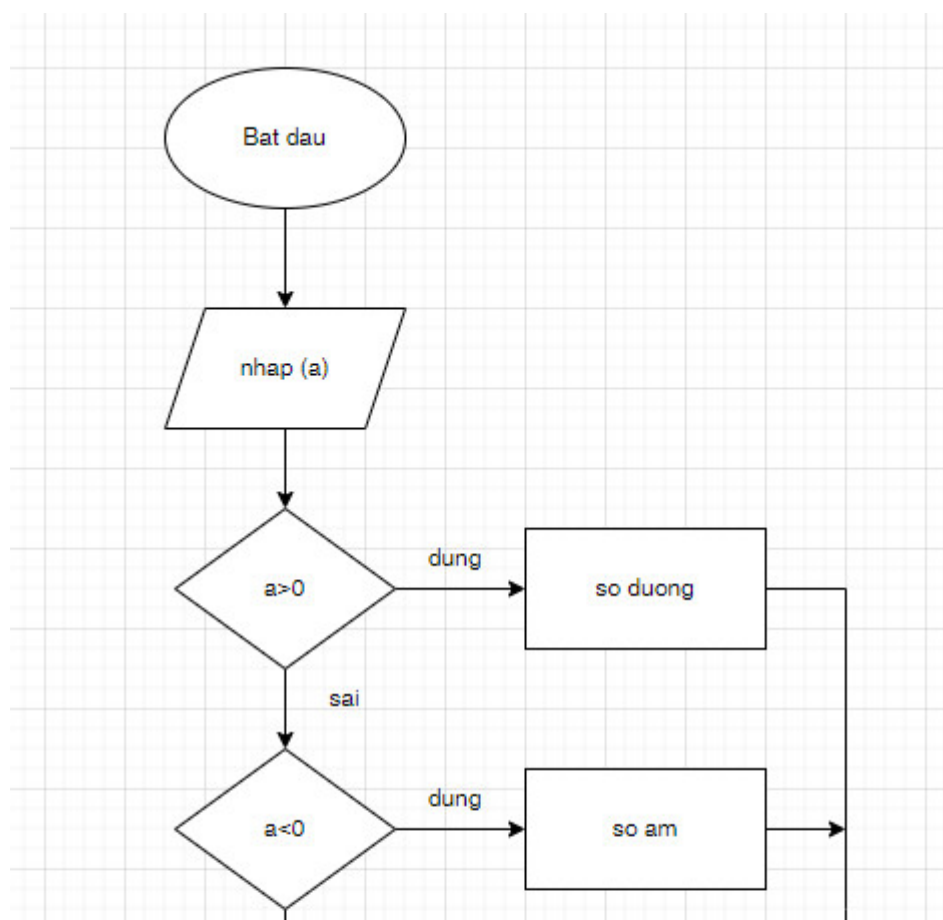 Bat dau
nhap (a)
a>0
dung
so duong
sai
a<0
dung
so am